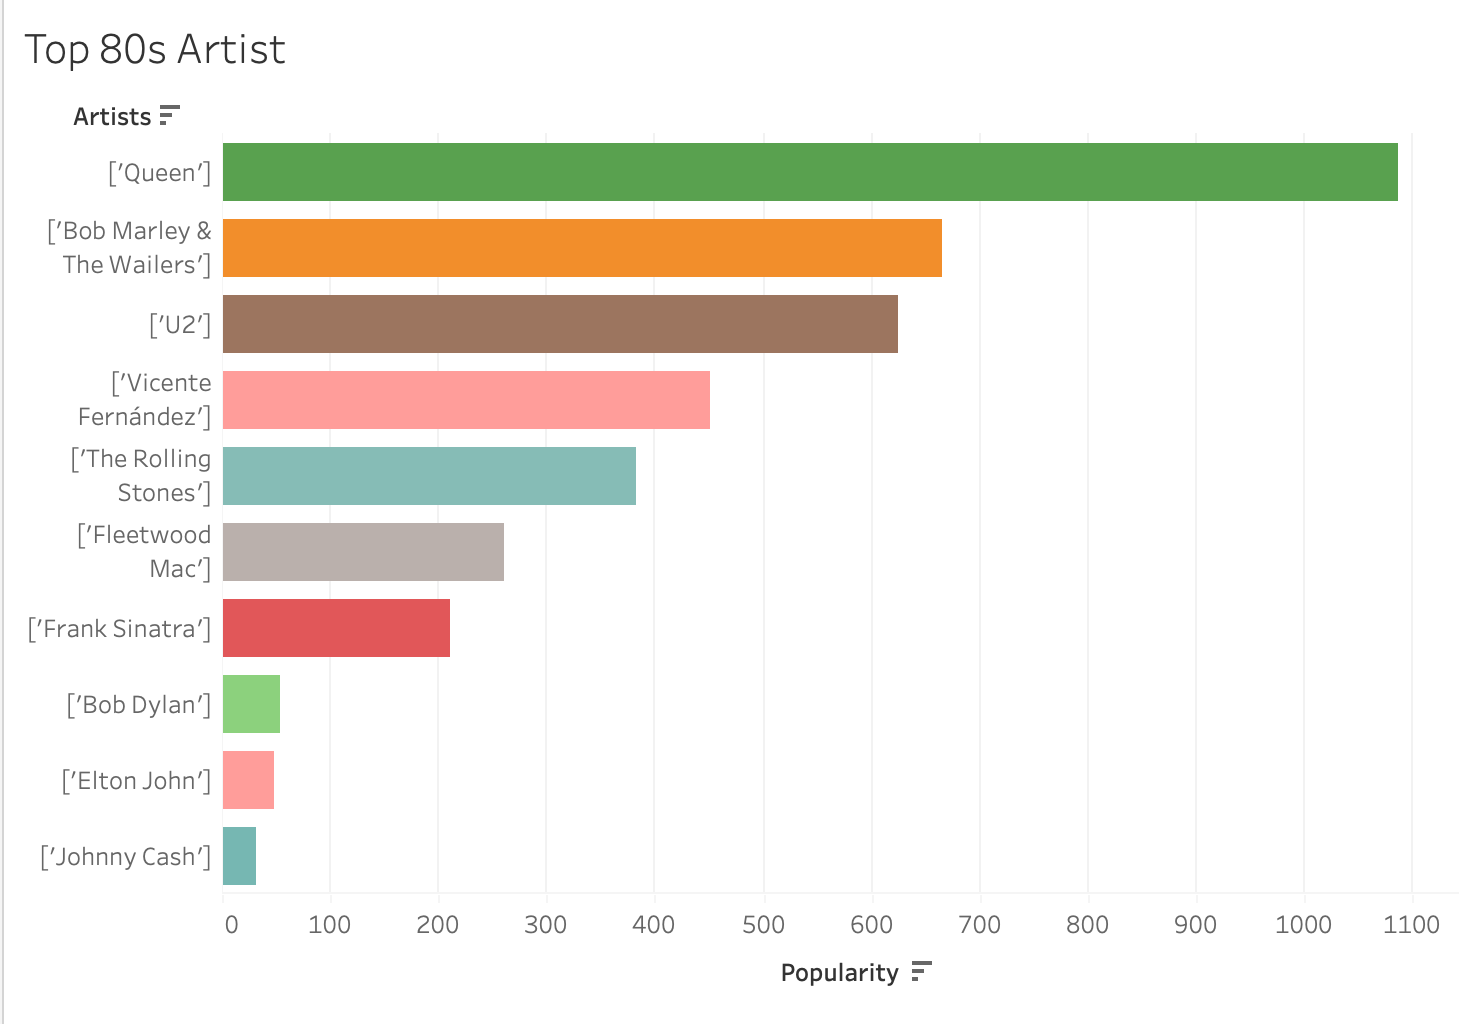 Top 80s Artist
Artists
['Queen']
['Bob Marley &
The Wailers']
['U2']
['Vicente
Fernández']
['The Rolling
Stones']
['Fleetwood
Mac']
['Frank Sinatra']
['Bob Dylan']
['Elton John']
['Johnny Cash']
0 100 200 300 400 500 600 700 800 900 1000 1100
Popularity